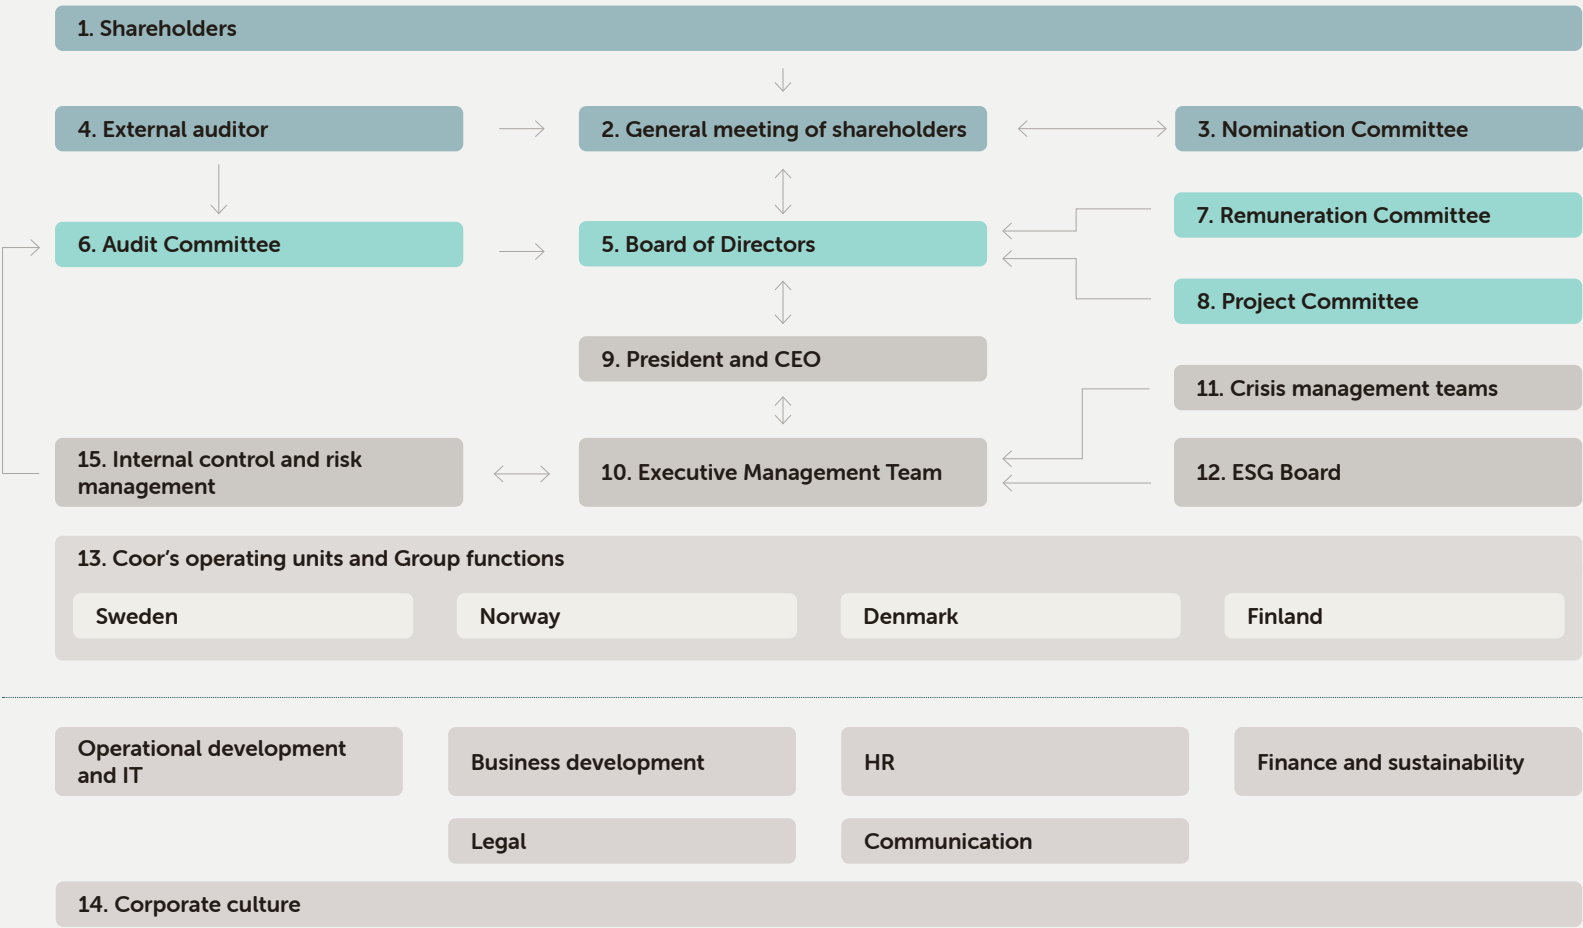 1. Shareholders
4. External auditor
2. General meeting of shareholders
3. Nomination Committee
7. Remuneration Committee
6. Audit Committee
5. Board of Directors
8. Project Committee
9. President and CEO
11. Crisis management teams
15. Internal control and risk
management
10. Executive Management Team
12. ESG Board
13. Coor’s operating units and Group functions
Sweden
Norway
Denmark
Finland
Operational development
and IT
Business development
HR
Finance and sustainability
Legal
Communication
14. Corporate culture